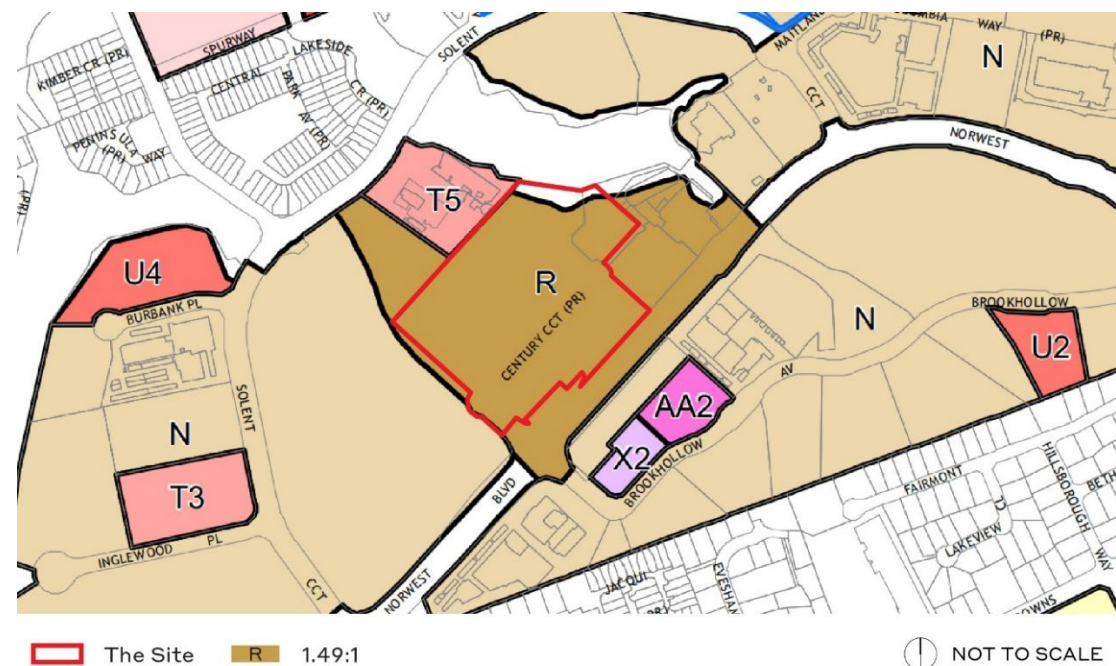 SPURWAY
KIMBER CR (PR)
LAKESIDE
CR (PR)
CENTRAL
PARK AV (PR)
PENINSULA
WAY
(PR)
(PR)
SOLENT
MAITLAND
CCT
WAY
(PR)
N
NORWEST
T5
U4
BURBANK PL
R
CENTURY CCT (PR)
SOLENT
N
BROOKHOLLOW
AV
U2
AA2
X2
BROOKHOLLOW
N
T3
INGLEWOOD PL
CCT
BLVD
NORWEST
FAIRMONT
HILLSBOROUGH
WAY
CL
LAKEVIEW
JACQUI
The Site
R 1.49:1
NOT TO SCALE